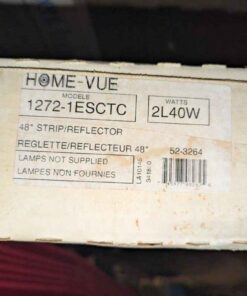 HOME-VUE
MODELE
1272-1ESCTC
WATTS
2L40W
48" STRIP/REFLECTOR
REGLETTE/REFLECTEUR 48"
52-3264
LAMPS NOT SUPPLIED
LAMPES NON FOURNIES